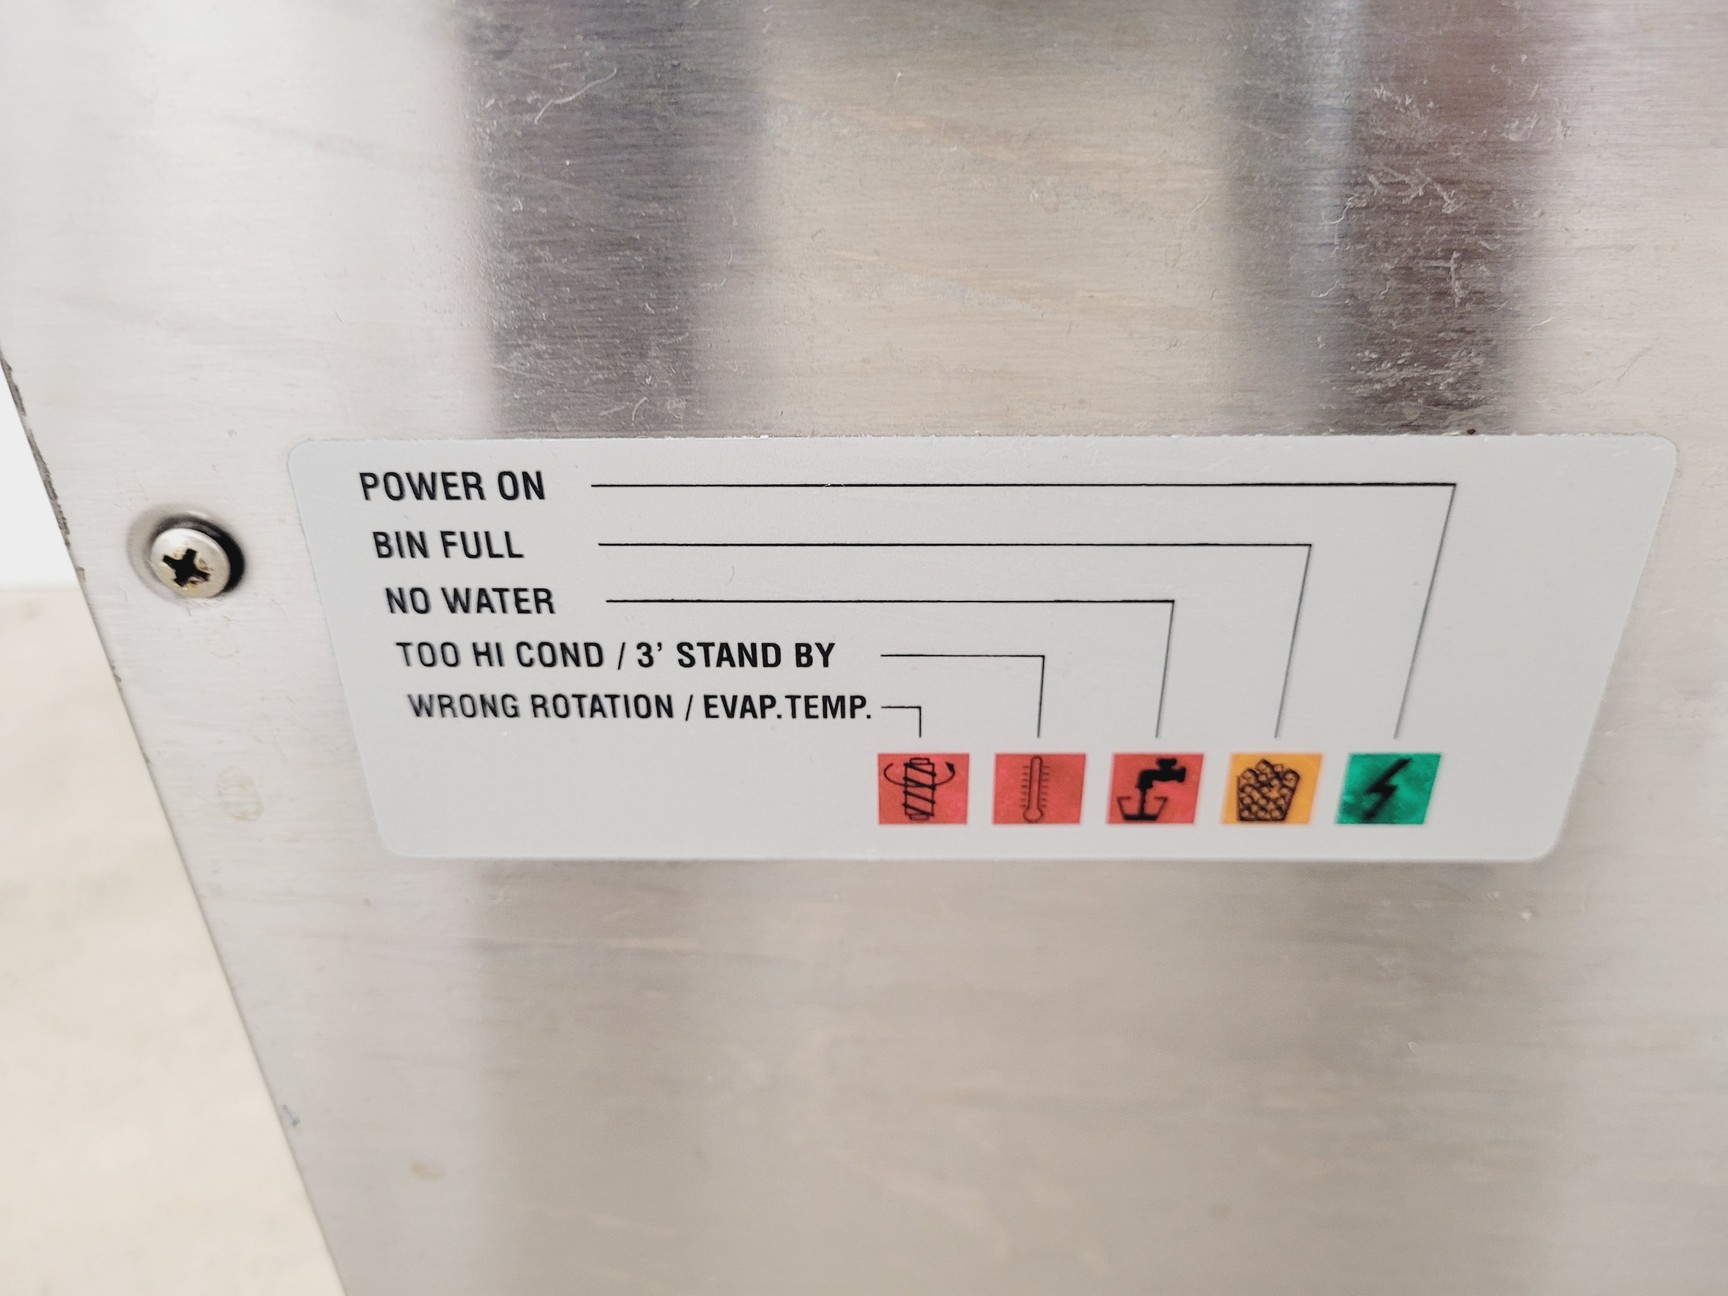 POWER ON
BIN FULL
NO WATER
TOO HI COND / 3' STAND BY
WRONG ROTATION / EVAP.TEMP.